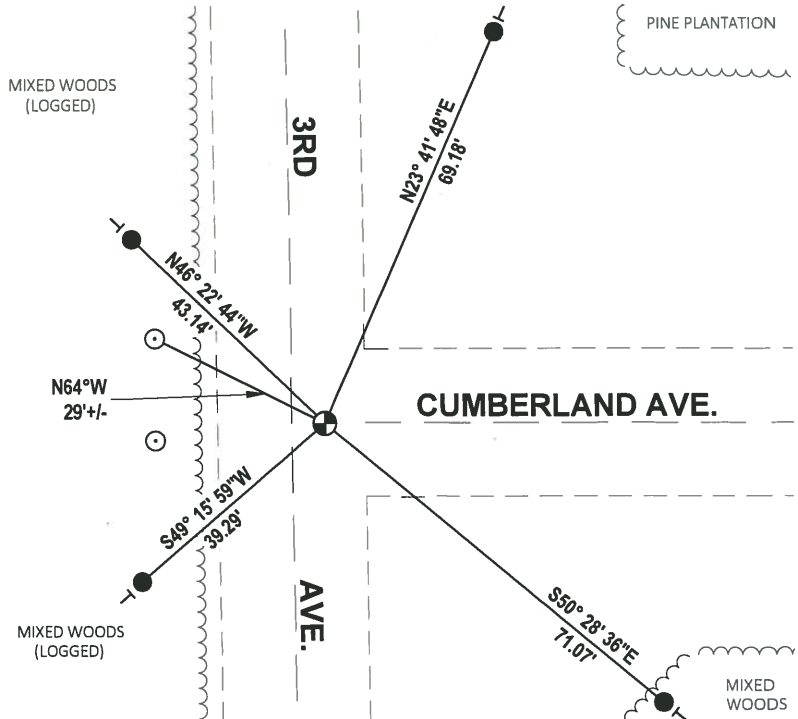 PINE PLANTATION
MIXED WOODS
(LOGGED)
3RD
N23° 41' 48"E
69.18'
N46° 22' 44"W
43.14'
N64°W
29'+/-
CUMBERLAND AVE.
S49° 15' 59"W
39.29'
AVE.
S50° 28' 36"E
71.07'
MIXED WOODS
(LOGGED)
MIXED
WOODS